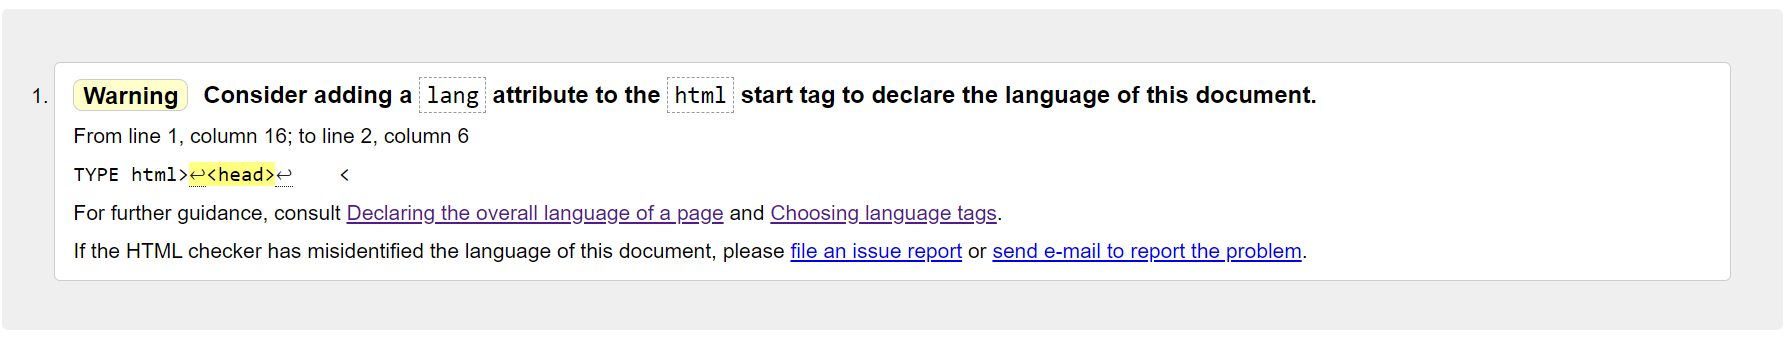 1. Warning Consider adding a lang attribute to the html start tag to declare the language of this document.
From line 1, column 16; to line 2, column 6
TYPE html>↩<head>↩    <
For further guidance, consult Declaring the overall language of a page and Choosing language tags.
If the HTML checker has misidentified the language of this document, please file an issue report or send e-mail to report the problem.